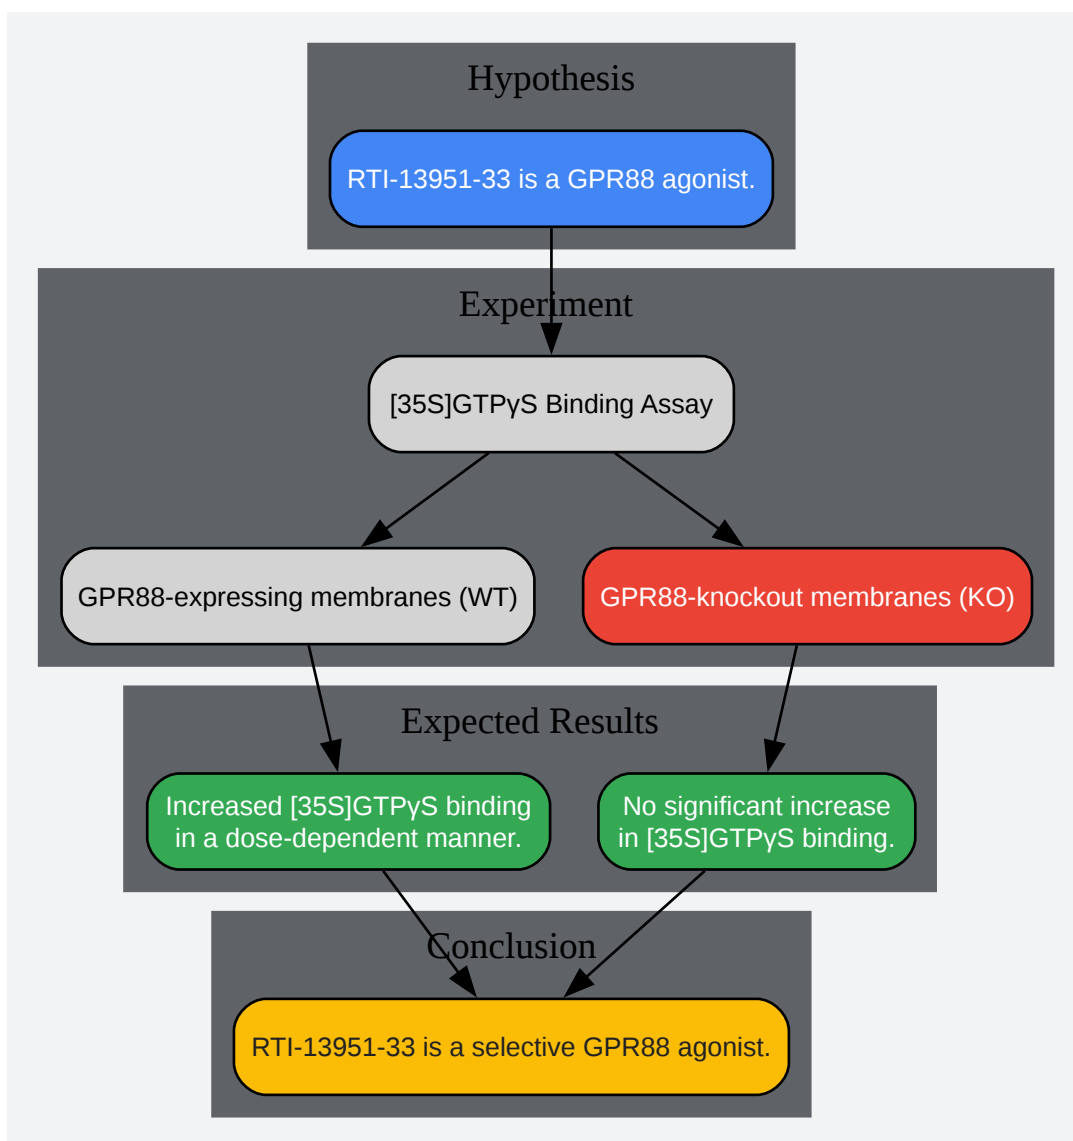 Hypothesis
RTI-13951-33 is a GPR88 agonist.
Experiment
[35S]GTPγS Binding Assay
GPR88-expressing membranes (WT)
GPR88-knockout membranes (KO)
Expected Results
Increased [35S]GTPγS binding
in a dose-dependent manner.
No significant increase
in [35S]GTPγS binding.
Conclusion
RTI-13951-33 is a selective GPR88 agonist.